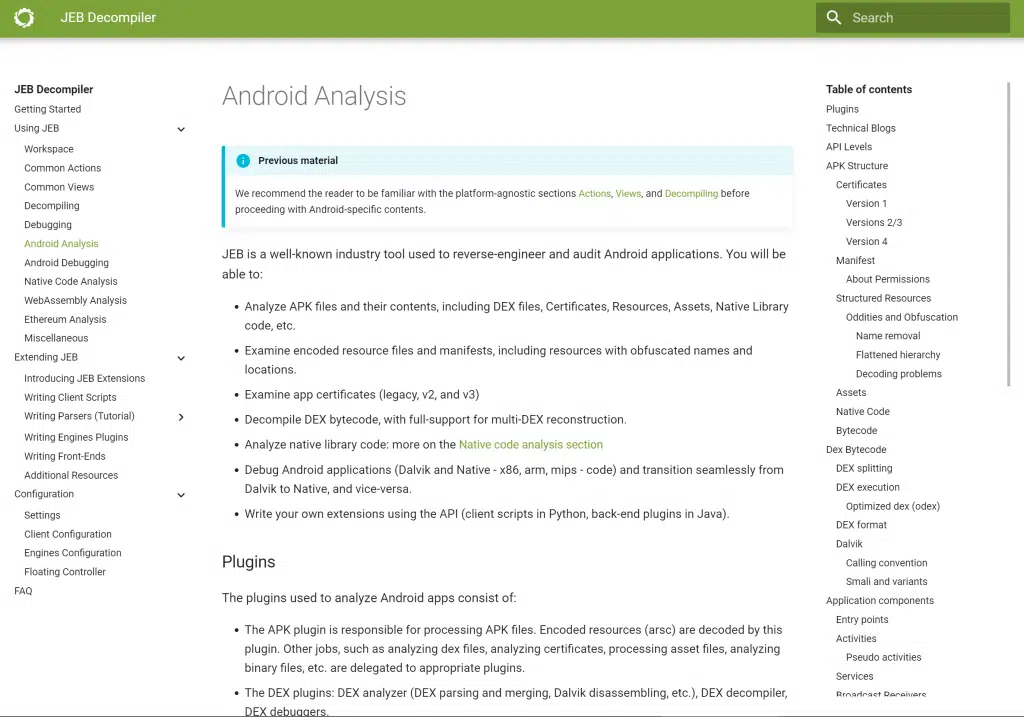 JEB Decompiler
Search
JEB Decompiler
Getting Started
Using JEB
Workspace
Common Actions
Common Views
Decompiling
Debugging
Android Analysis
Android Debugging
Native Code Analysis
WebAssembly Analysis
Ethereum Analysis
Miscellaneous
Extending JEB
Introducing JEB Extensions
Writing Client Scripts
Writing Parsers (Tutorial)
Writing Engines Plugins
Writing Front-Ends
Additional Resources
Configuration
Settings
Client Configuration
Engines Configuration
Floating Controller
FAQ
Android Analysis
Previous material
We recommend the reader to be familiar with the platform-agnostic sections Actions, Views, and Decompiling before
proceeding with Android-specific contents.
JEB is a well-known industry tool used to reverse-engineer and audit Android applications. You will be
able to:
• Analyze APK files and their contents, including DEX files, Certificates, Resources, Assets, Native Library
code, etc.
• Examine encoded resource files and manifests, including resources with obfuscated names and
locations.
• Examine app certificates (legacy, v2, and v3)
• Decompile DEX bytecode, with full-support for multi-DEX reconstruction.
• Analyze native library code: more on the Native code analysis section
• Debug Android applications (Dalvik and Native - x86, arm, mips - code) and transition seamlessly from
Dalvik to Native, and vice-versa.
• Write your own extensions using the API (client scripts in Python, back-end plugins in Java).
Plugins
The plugins used to analyze Android apps consist of:
• The APK plugin is responsible for processing APK files. Encoded resources (arsc) are decoded by this
plugin. Other jobs, such as analyzing dex files, analyzing certificates, processing asset files, analyzing
binary files, etc. are delegated to appropriate plugins.
• The DEX plugins: DEX analyzer (DEX parsing and merging, Dalvik disassembling, etc.), DEX decompiler,
DEX debuggers.
Table of contents
Plugins
Technical Blogs
API Levels
APK Structure
Certificates
Version 1
Versions 2/3
Version 4
Manifest
About Permissions
Structured Resources
Oddities and Obfuscation
Name removal
Flattened hierarchy
Decoding problems
Assets
Native Code
Bytecode
Dex Bytecode
DEX splitting
DEX execution
Optimized dex (odex)
DEX format
Dalvik
Calling convention
Smali and variants
Application components
Entry points
Activities
Pseudo activities
Services
Broadcast Receivers